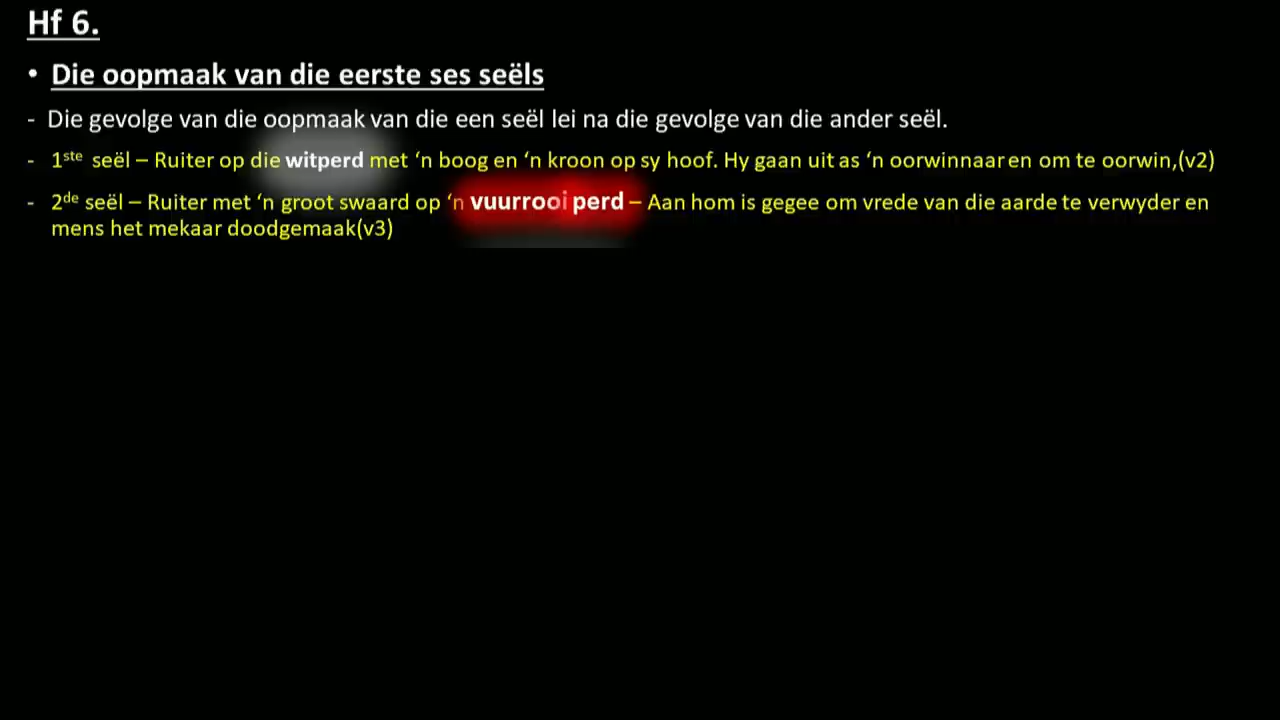 Hf 6.
• Die oopmaak van die eerste ses seëls
- Die gevolge van die oopmaak van die een seël lei na die gevolge van die ander seël.
- 1ste seël – Ruiter op die witperd met ‘n boog en ‘n kroon op sy hoof. Hy gaan uit as ‘n oorwinnaar en om te oorwin,(v2)
- 2de seël – Ruiter met ‘n groot swaard op ‘n vuurrooi perd – Aan hom is gegee om vrede van die aarde te verwyder en
mens het mekaar doodgemaak(v3)